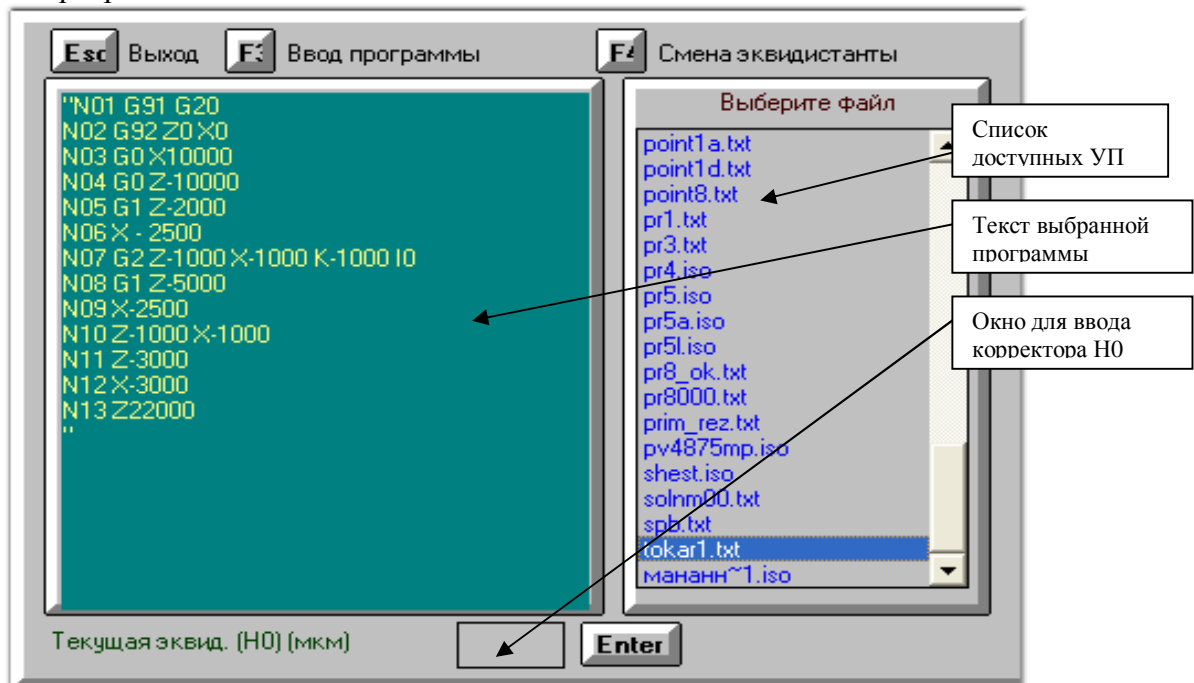 Esc Выход F3 Ввод программы F4 Смена эквидистанты
"N01 G91 G20
N02 G92 Z0 X0
N03 G0 X10000
N04 G0 Z-10000
N05 G1 Z-2000
N06 X - 2500
N07 G2 Z-1000 X-1000 K-1000 I0
N08 G1 Z-5000
N09 X-2500
N10 Z-1000 X-1000
N11 Z-3000
N12 X-3000
N13 Z22000
"
Выберите файл
point1a.txt
point1d.txt
point8.txt
pr1.txt
pr3.txt
pr4.iso
pr5.iso
pr5a.iso
pr5l.iso
pr8_ok.txt
pr8000.txt
prim_rez.txt
pv4875mp.iso
shest.iso
solnm00.txt
spb.txt
tokar1.txt
мананн~1.iso
Список
доступных УП
Текст выбранной
программы
Окно для ввода
корректора H0
Текущая эквид. (H0) (мкм)
Enter